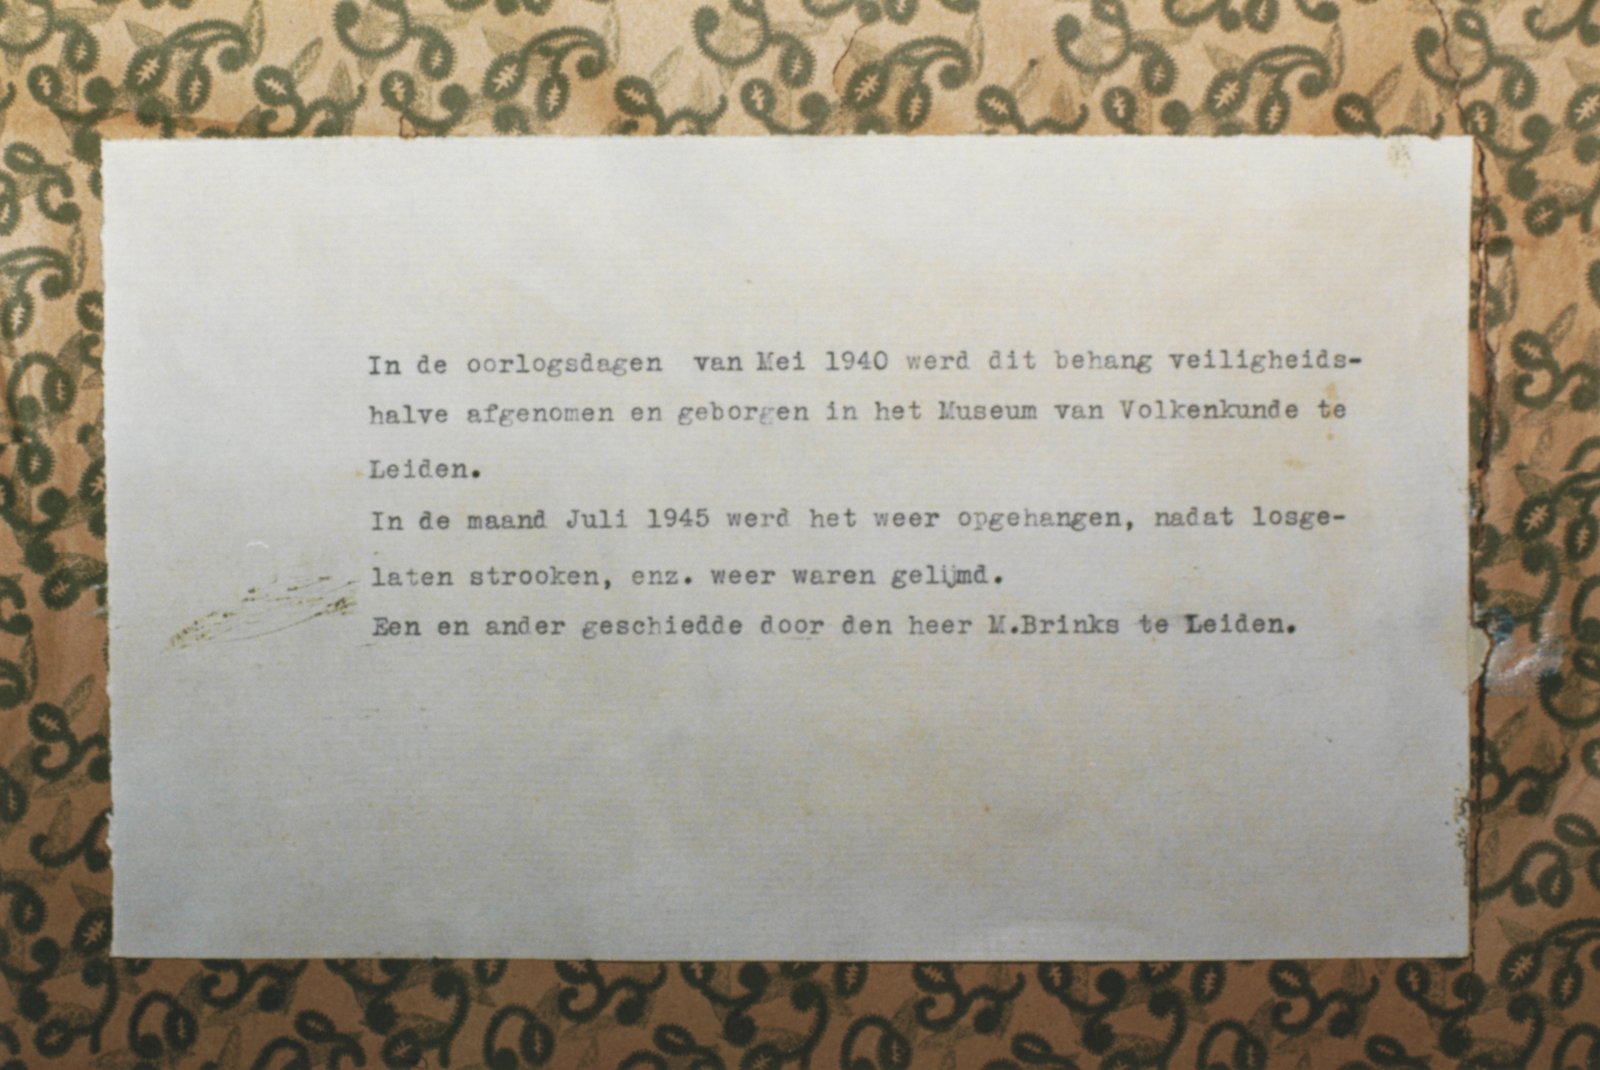 In de oorlogsdagen van Mei 1940 werd dit behang veiligheids-
halve afgenomen en geborgen in het Museum van Volkenkunde te
Leiden.
In de maand Juli 1945 werd het weer opgehangen, nadat losge-
laten strooken, enz. weer waren gelijmd.
Een en ander geschiedde door den heer M.Brinks te Leiden.